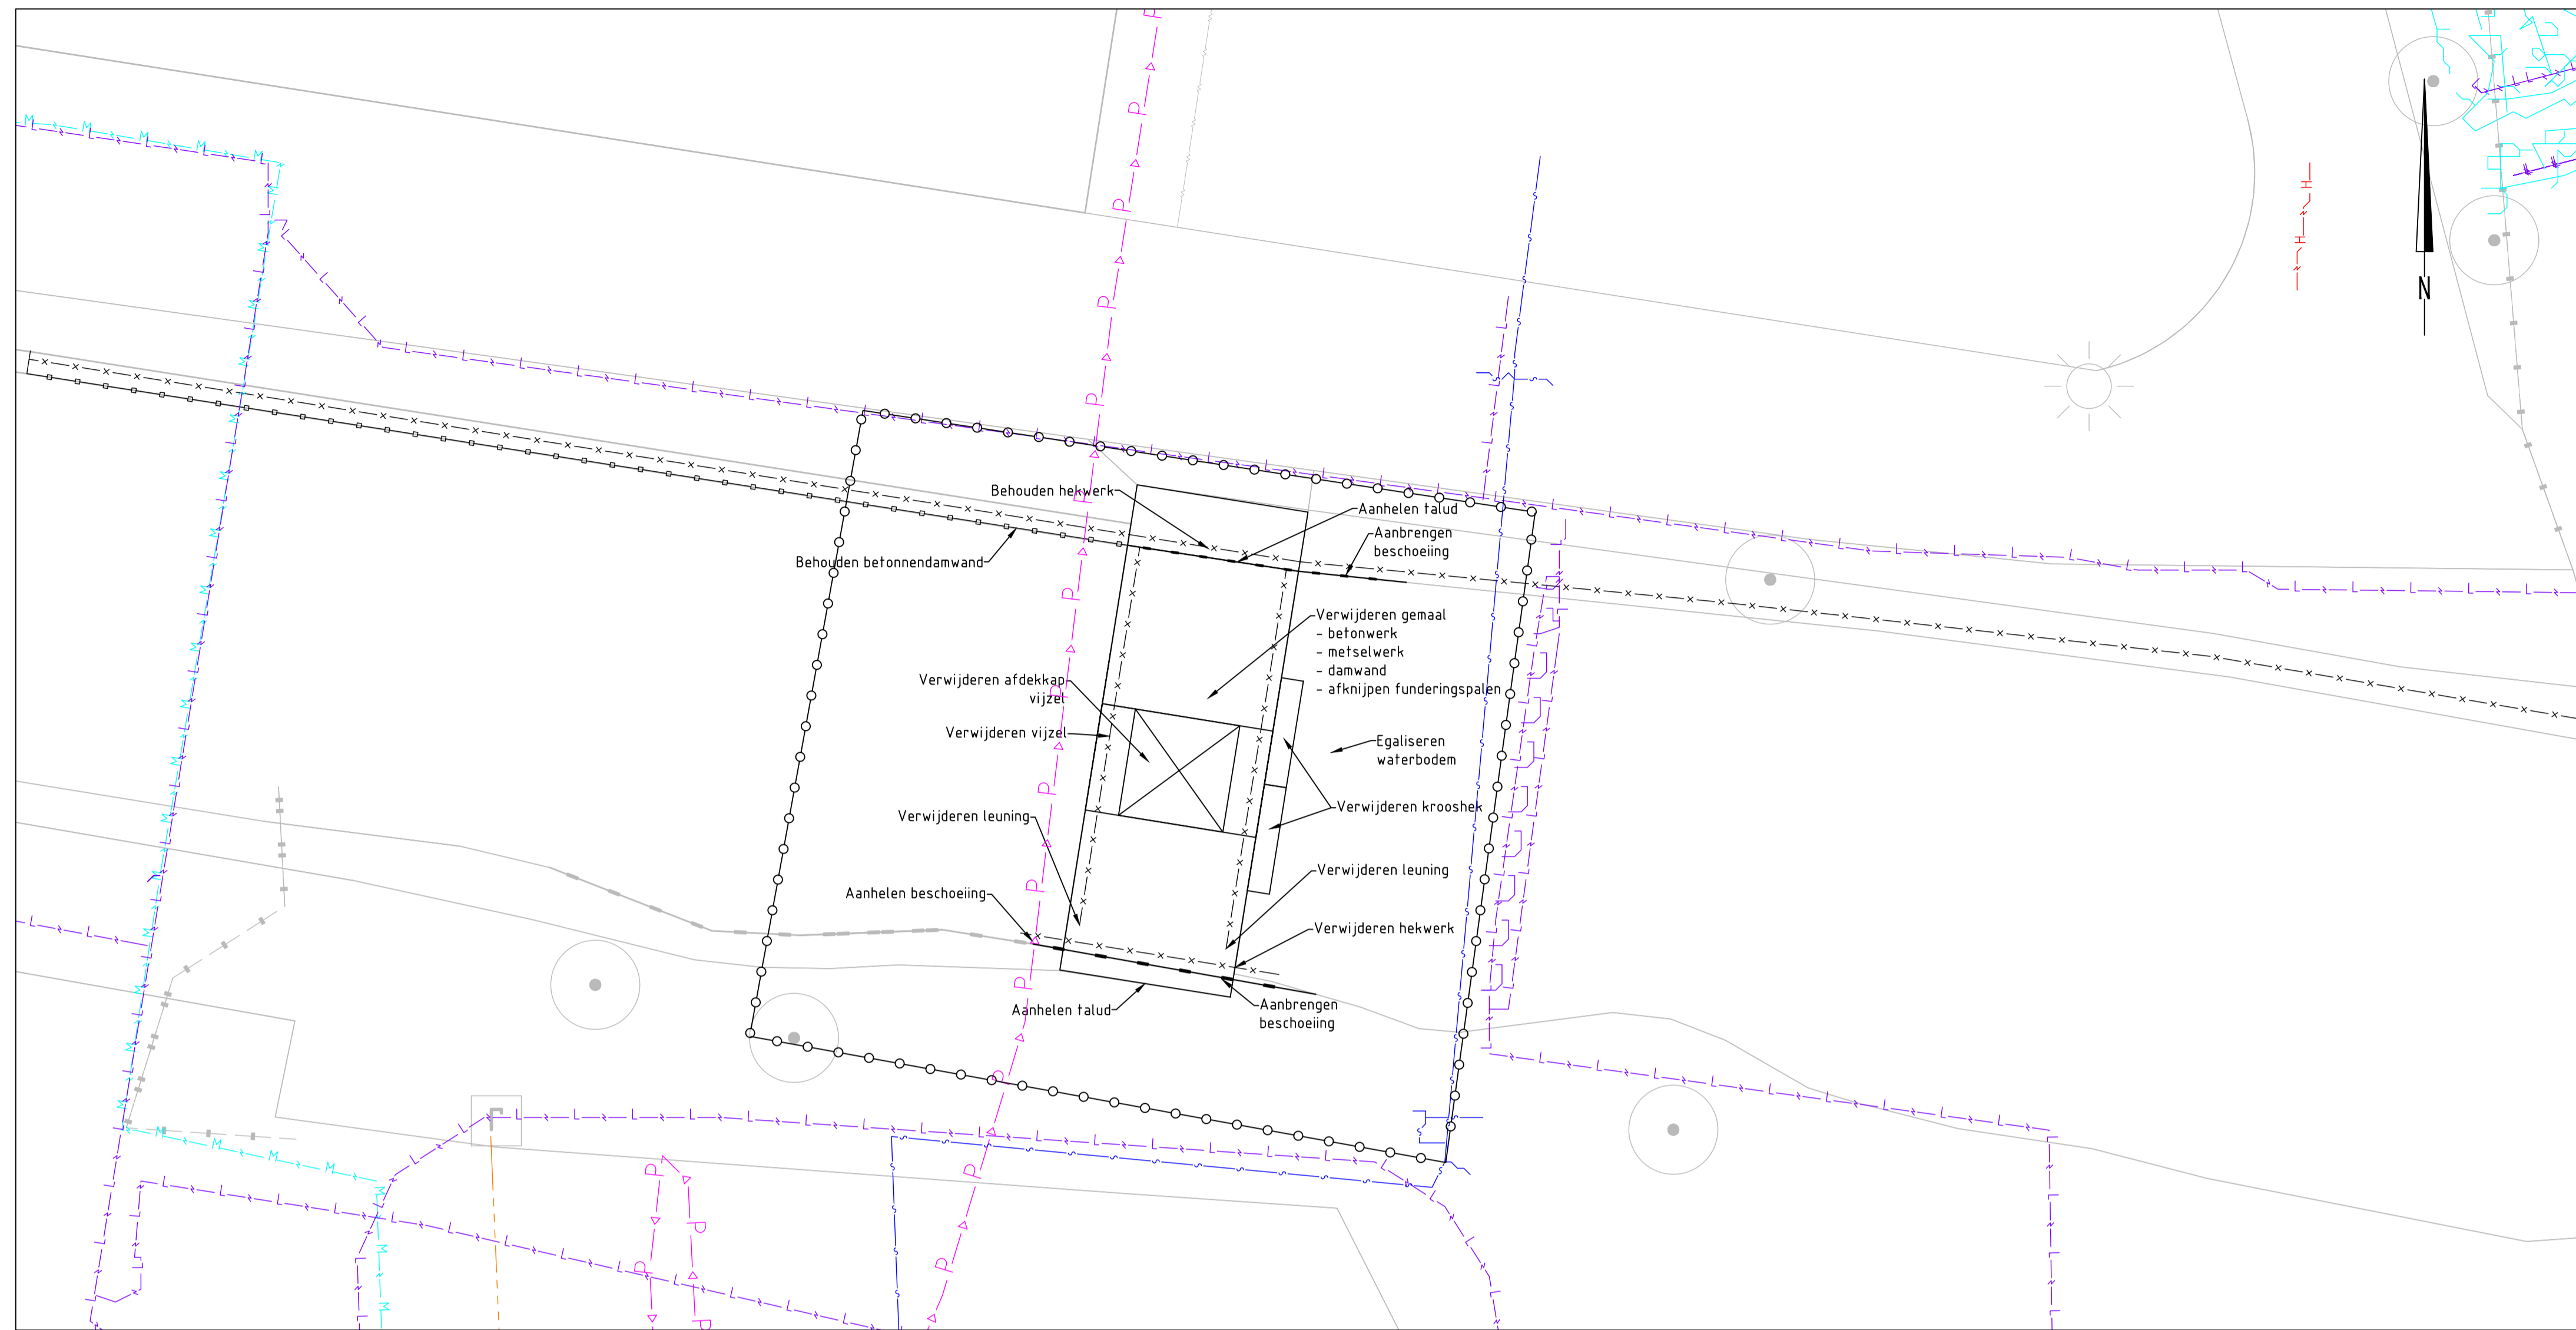 N
Behouden hekwerk
Aanhelen talud
Aanbrengen
beschoeiing
Behouden betonnendamwand
Verwijderen gemaal
- betonwerk
- metselwerk
- damwand
- afknijpen funderingspalen
Verwijderen afdekkap
vijzel
Verwijderen vijzel
Egaliseren
waterbodem
Verwijderen krooshek
Verwijderen leuning
Verwijderen leuning
Aanhelen beschoeiing
Verwijderen hekwerk
Aanhelen talud
Aanbrengen
beschoeiing